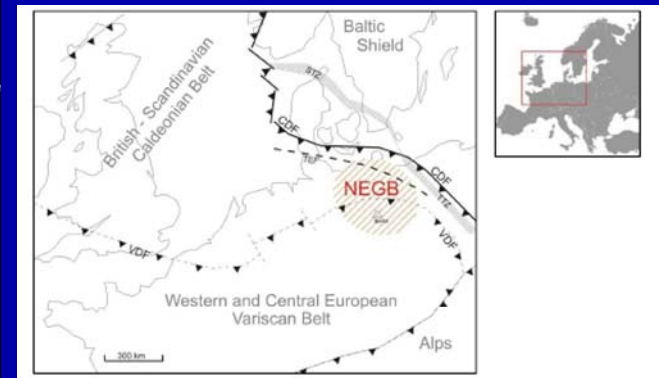 Baltic
Shield
British - Scandinavian
Caldeonian Belt
STZ
CDF
TEF
CDF
NEGB
TTZ
VDF
VDF
Western and Central European
Variscan Belt
Alps
300 km